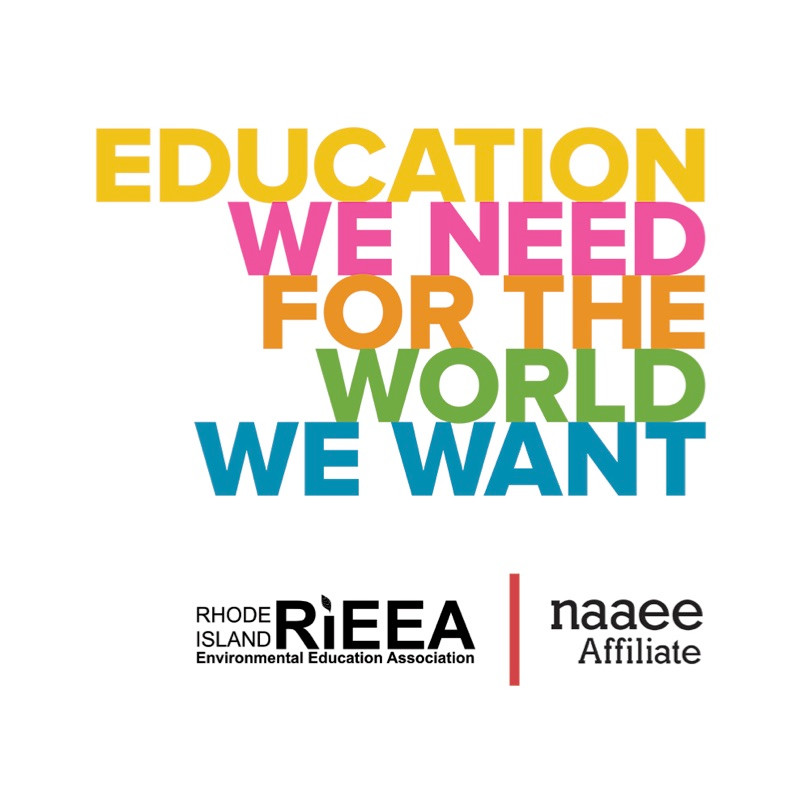 EDUCATION
WE NEED
FOR THE
WORLD
WE WANT
RHODE
ISLAND
RiEEA
Environmental Education Association
naaee
Affiliate